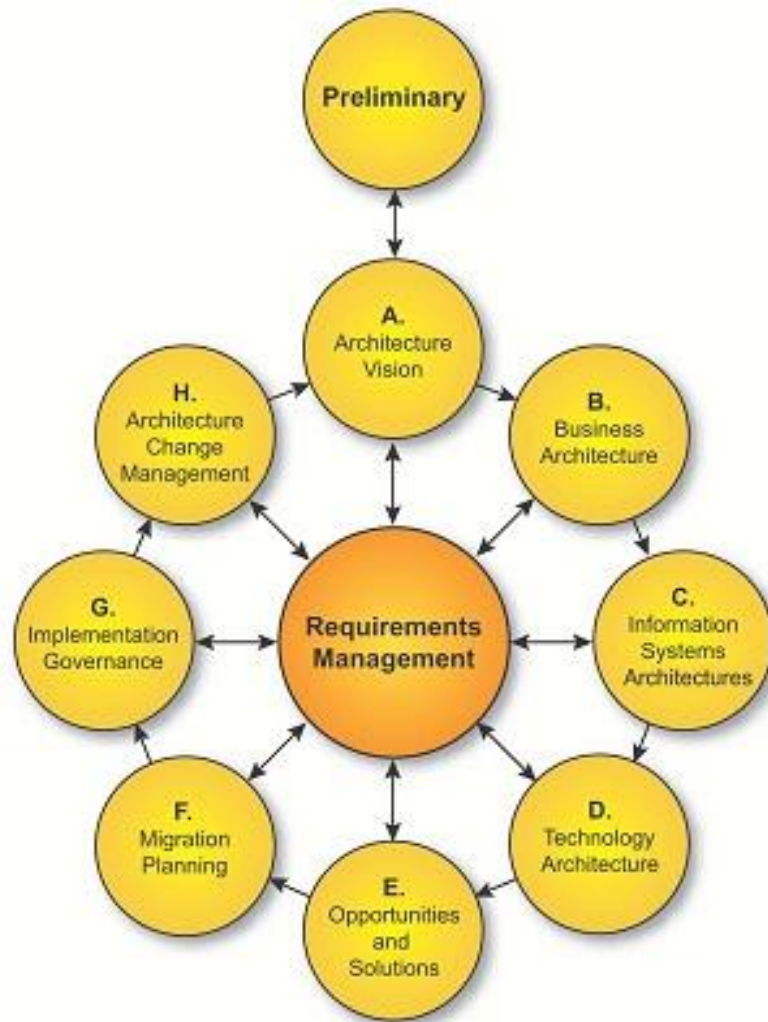 Preliminary
A.
Architecture
Vision
B.
Business
Architecture
C.
Information
Systems
Architectures
D.
Technology
Architecture
E.
Opportunities
and
Solutions
F.
Migration
Planning
G.
Implementation
Governance
H.
Architecture
Change
Management
Requirements
Management